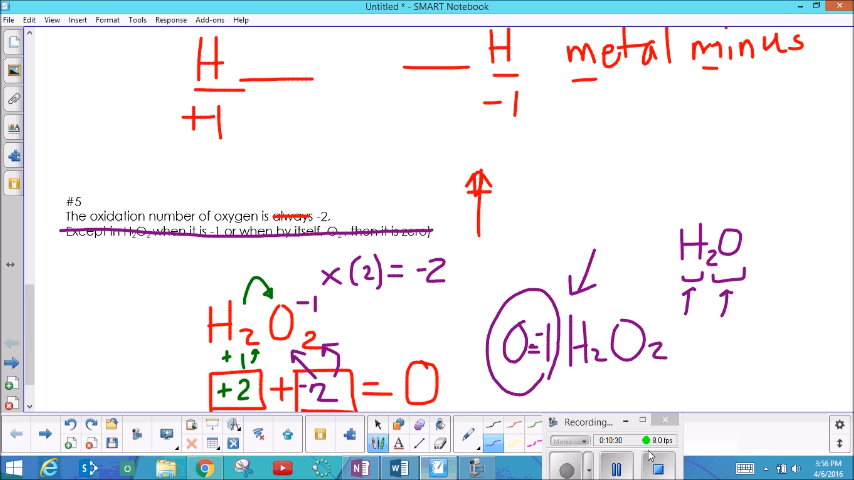 Untitled * - SMART Notebook
File Edit View Insert Format Tools Response Add-ons Help
H ____ ____ H metal minus
+1 -1
#5
The oxidation number of oxygen is always -2,
Except in H₂O₂ when it is -1 or when by itself, O₂, then it is zero)
x(2) = -2
H₂O
H₂O₂ -1
O=-1 H₂O₂
+1
+2 + -2 = 0
Recording...
Menu 0:10:30 8.0 fps
3:56 PM
4/6/2016